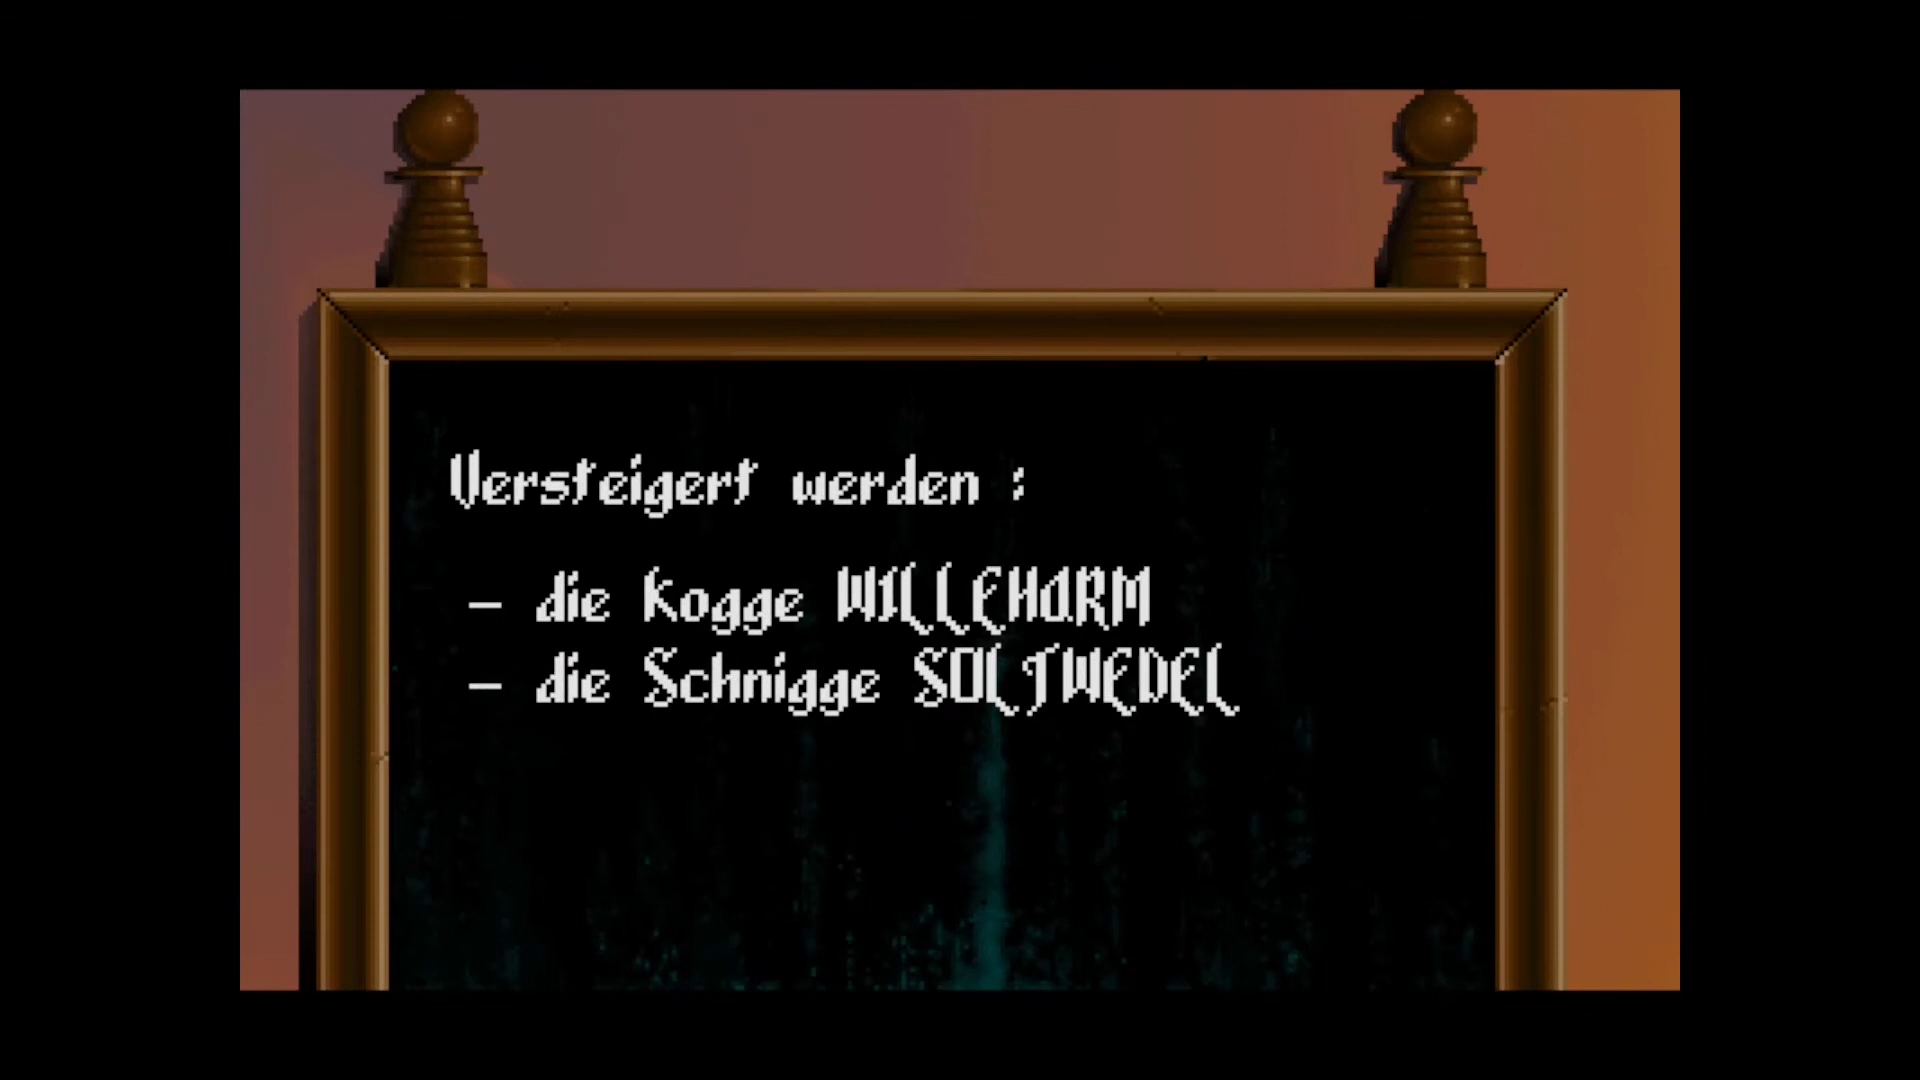 Versteigert werden :
- die Kogge WILLEHARM
- die Schnigge SOLTWEDEL